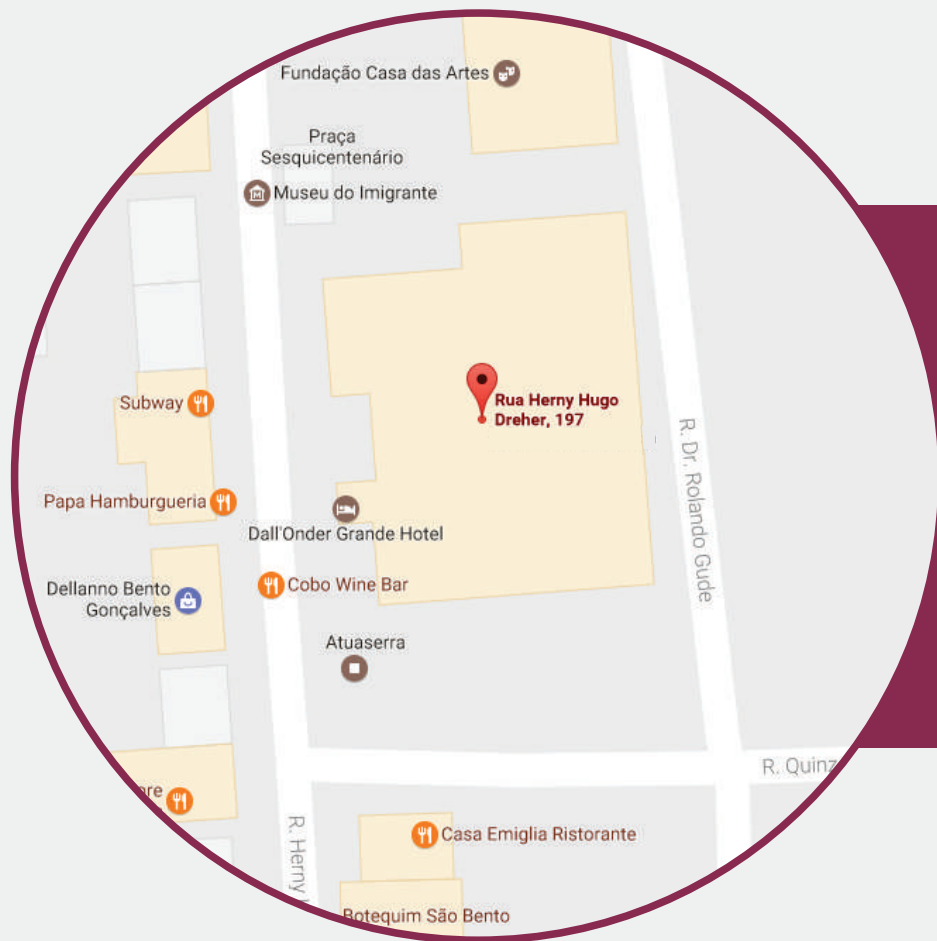 Fundação Casa das Artes
Praça
Sesquicentenário
Museu do Imigrante
Subway
Rua Herny Hugo
Dreher, 197
R. Dr. Rolando Gude
Papa Hamburgueria
Dall'Onder Grande Hotel
Cobo Wine Bar
Dellanno Bento
Gonçalves
Atuaserra
R. Quinz
R. Herny
Casa Emiglia Ristorante
Botequim São Bento